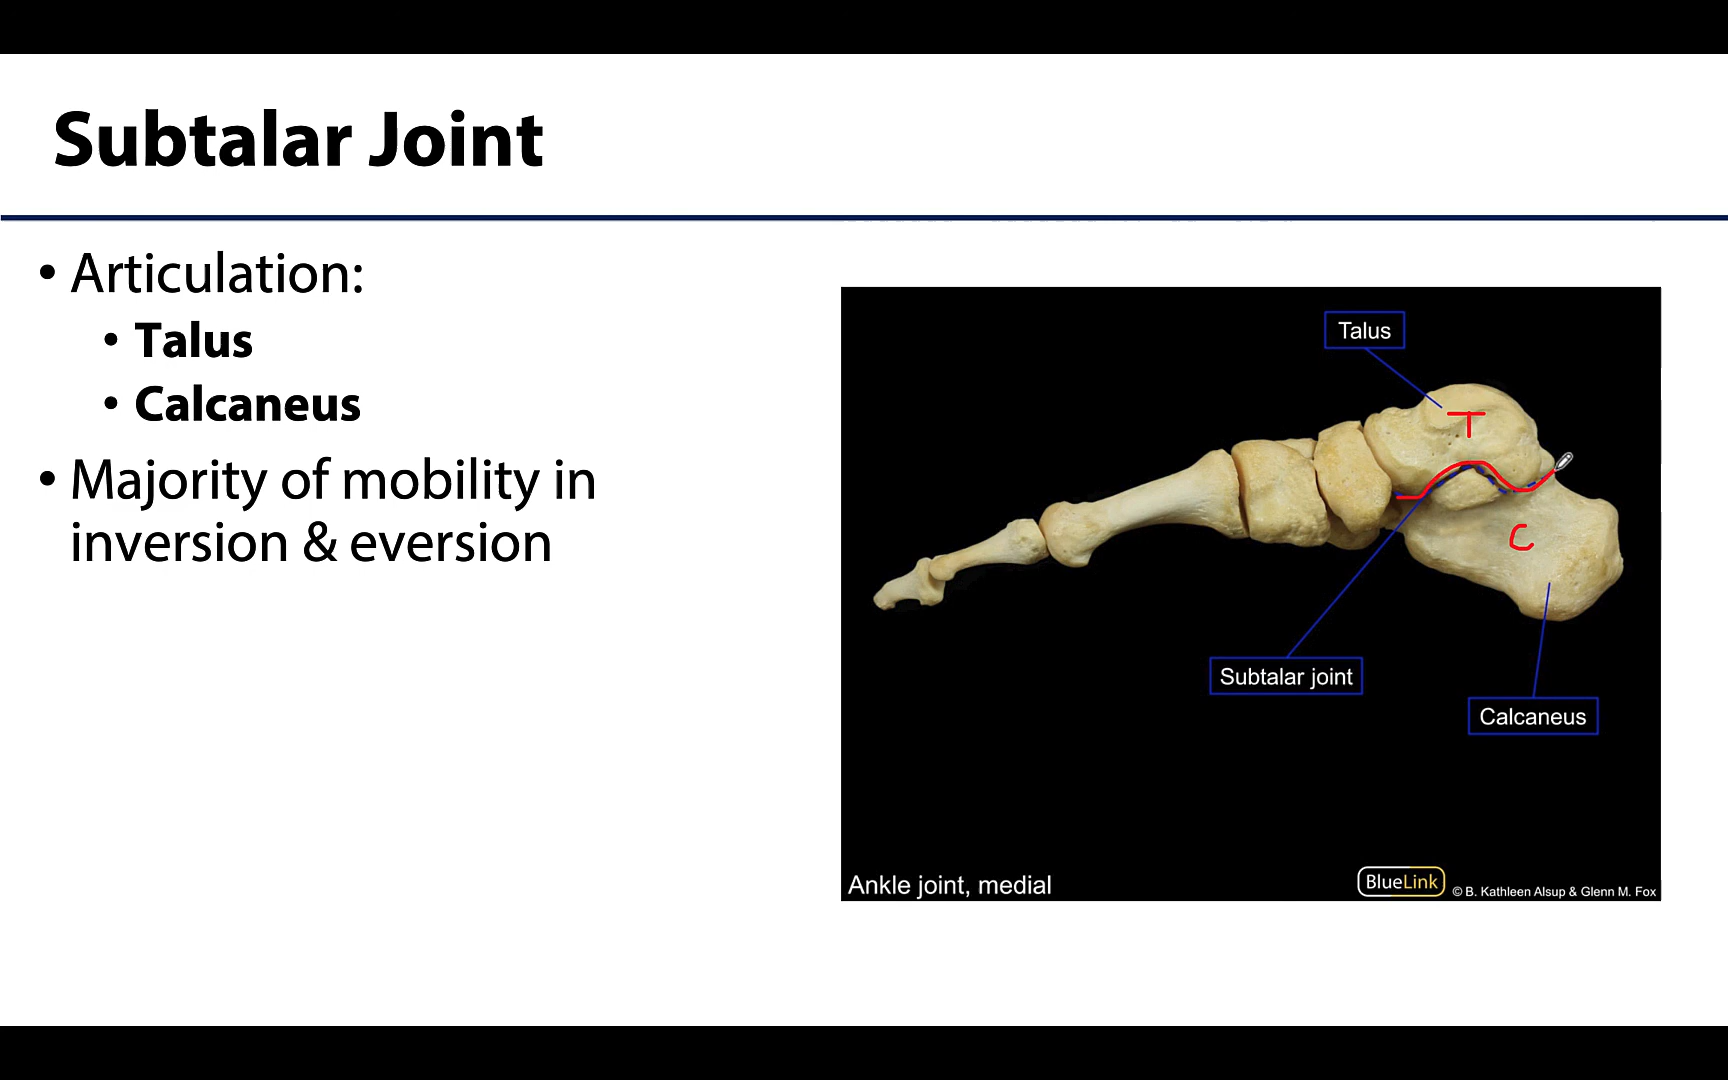 Subtalar Joint
• Articulation:
• Talus
• Calcaneus
• Majority of mobility in
inversion & eversion
Talus
T
C
Subtalar joint
Calcaneus
Ankle joint, medial
BlueLink
© B. Kathleen Alsup & Glenn M. Fox